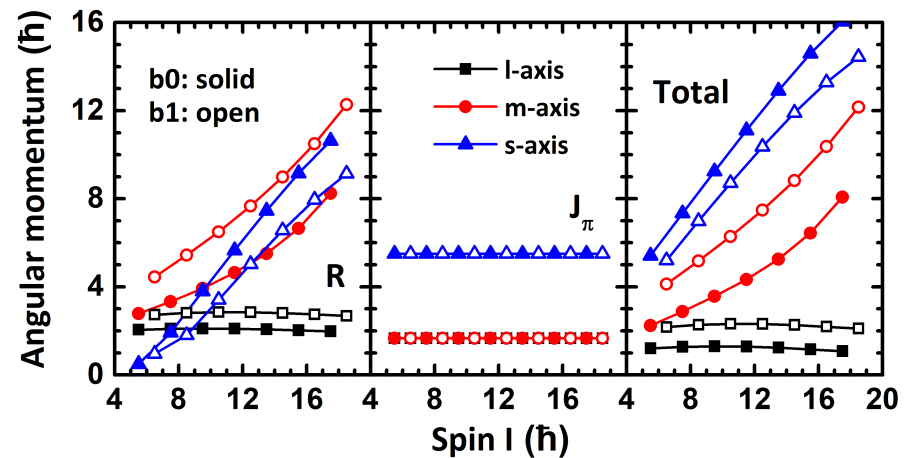 Angular momentum (ħ)
16
12
8
4
0
b0: solid
b1: open
R
l-axis
m-axis
s-axis
Jπ
Total
4 8 12 16 4 8 12 16 4 8 12 16 20
Spin I (ħ)